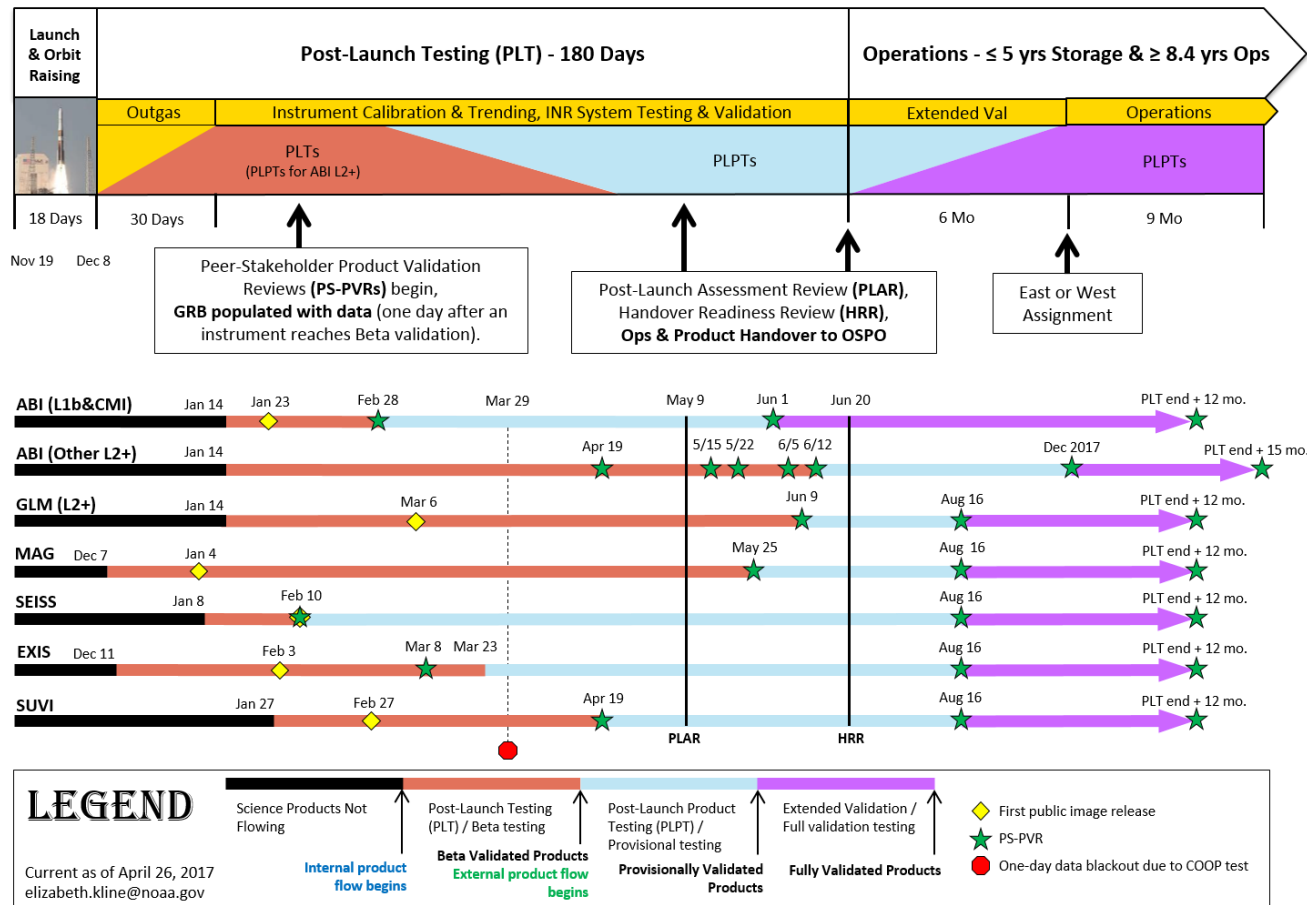 Launch
& Orbit
Raising
Post-Launch Testing (PLT) - 180 Days
Operations - ≤ 5 yrs Storage & ≥ 8.4 yrs Ops
Outgas
Instrument Calibration & Trending, INR System Testing & Validation
Extended Val
Operations
PLTs
(PLPTs for ABI L2+)
PLPTs
PLPTs
18 Days
30 Days
6 Mo
9 Mo
Nov 19
Dec 8
Peer-Stakeholder Product Validation
Reviews (PS-PVRs) begin,
GRB populated with data (one day after an
instrument reaches Beta validation).
Post-Launch Assessment Review (PLAR),
Handover Readiness Review (HRR),
Ops & Product Handover to OSPO
East or West
Assignment
ABI (L1b&CMI)
Jan 14
Jan 23
Feb 28
Mar 29
May 9
Jun 1
Jun 20
PLT end + 12 mo.
ABI (Other L2+)
Jan 14
Apr 19
5/15
5/22
6/5
6/12
Dec 2017
PLT end + 15 mo.
GLM (L2+)
Jan 14
Mar 6
Jun 9
Aug 16
PLT end + 12 mo.
MAG
Dec 7
Jan 4
May 25
Aug 16
PLT end + 12 mo.
SEISS
Jan 8
Feb 10
Aug 16
PLT end + 12 mo.
EXIS
Dec 11
Feb 3
Mar 8
Mar 23
Aug 16
PLT end + 12 mo.
SUVI
Jan 27
Feb 27
Apr 19
Aug 16
PLT end + 12 mo.
PLAR
HRR
LEGEND
Current as of April 26, 2017
elizabeth.kline@noaa.gov
Science Products Not
Flowing
Internal product
flow begins
Post-Launch Testing
(PLT) / Beta testing
Beta Validated Products
External product flow
begins
Post-Launch Product
Testing (PLPT) /
Provisional testing
Provisionally Validated
Products
Extended Validation /
Full validation testing
Fully Validated Products
First public image release
PS-PVR
One-day data blackout due to COOP test